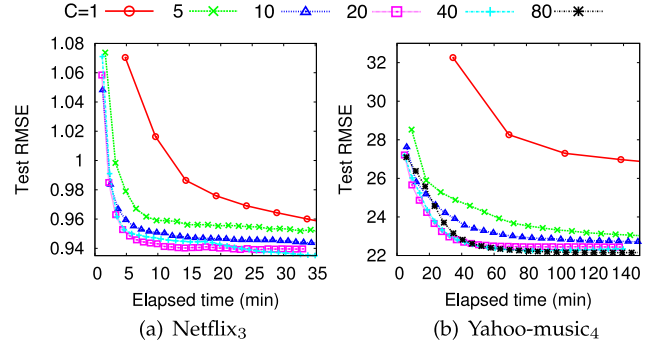 C=1 5 10 20 40 80
1.08
1.06
1.04
1.02
1
0.98
0.96
0.94
Test RMSE
0 5 10 15 20 25 30 35
Elapsed time (min)
(a) Netflix₃
32
30
28
26
24
22
Test RMSE
0 20 40 60 80 100 120 140
Elapsed time (min)
(b) Yahoo-music₄